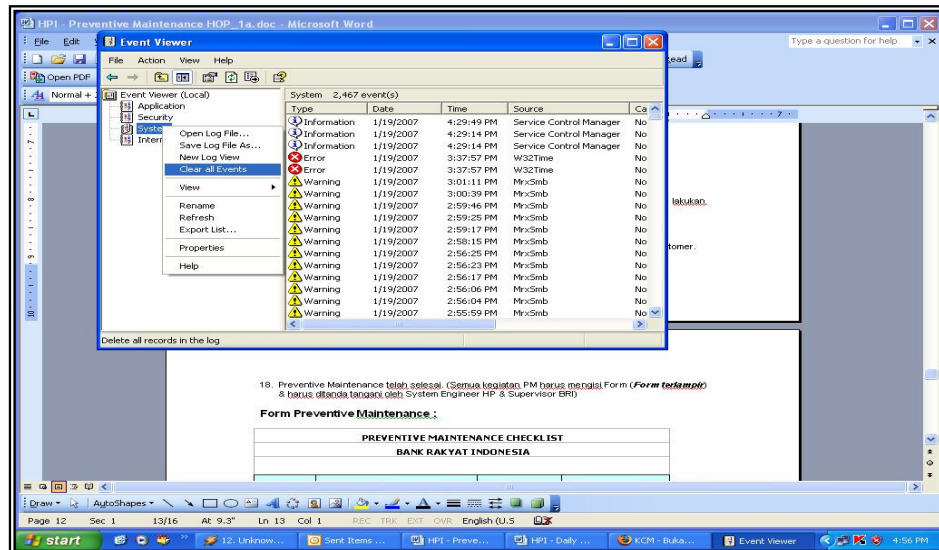 HPI - Preventive Maintenance HOP_1a.doc - Microsoft Word
File Edit
Type a question for help
ead
Open PDF
Normal +
Event Viewer
File Action View Help
Event Viewer (Local)
Application
Security
Syste
Intern
Open Log File...
Save Log File As...
New Log View
Clear all Events
View
Rename
Refresh
Export List...
Properties
Help
System 2,467 event(s)
Type Date Time Source Ca
Information 1/19/2007 4:29:49 PM Service Control Manager No
Information 1/19/2007 4:29:14 PM Service Control Manager No
Information 1/19/2007 4:29:14 PM Service Control Manager No
Error 1/19/2007 3:37:57 PM W32Time No
Error 1/19/2007 3:37:57 PM W32Time No
Warning 1/19/2007 3:01:11 PM MrxSmb No
Warning 1/19/2007 3:00:39 PM MrxSmb No
Warning 1/19/2007 2:59:46 PM MrxSmb No
Warning 1/19/2007 2:59:25 PM MrxSmb No
Warning 1/19/2007 2:59:17 PM MrxSmb No
Warning 1/19/2007 2:58:15 PM MrxSmb No
Warning 1/19/2007 2:56:25 PM MrxSmb No
Warning 1/19/2007 2:56:23 PM MrxSmb No
Warning 1/19/2007 2:56:17 PM MrxSmb No
Warning 1/19/2007 2:56:06 PM MrxSmb No
Warning 1/19/2007 2:56:04 PM MrxSmb No
Warning 1/19/2007 2:55:59 PM MrxSmb No
Delete all records in the log
7
lakukan.
tomer.
18. Preventive Maintenance telah selesai. (Semua kegiatan PM harus mengisi Form (Form terlampir)
& harus ditanda tangani oleh System Engineer HP & Supervisor BRI)
Form Preventive Maintenance :
PREVENTIVE MAINTENANCE CHECKLIST
BANK RAKYAT INDONESIA
Draw AutoShapes
Page 12 Sec 1 13/16 At 9.3" Ln 13 Col 1 REC TRK EXT OVR English (U.S
start 12. Unknow... Sent Items ... HPI - Preve... HPI - Daily ... KCM - Buka... Event Viewer 4:56 PM